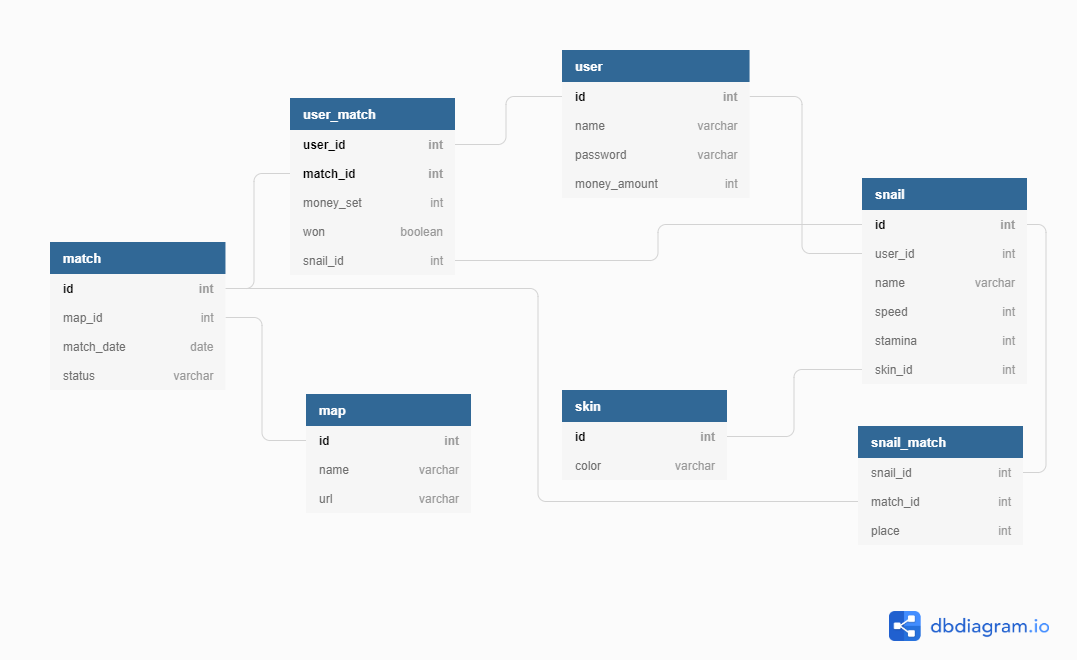 user
id int
name varchar
password varchar
money_amount int
user_match
user_id int
match_id int
money_set int
won boolean
snail_id int
snail
id int
user_id int
name varchar
speed int
stamina int
skin_id int
match
id int
map_id int
match_date date
status varchar
map
id int
name varchar
url varchar
skin
id int
color varchar
snail_match
snail_id int
match_id int
place int
dbdiagram.io